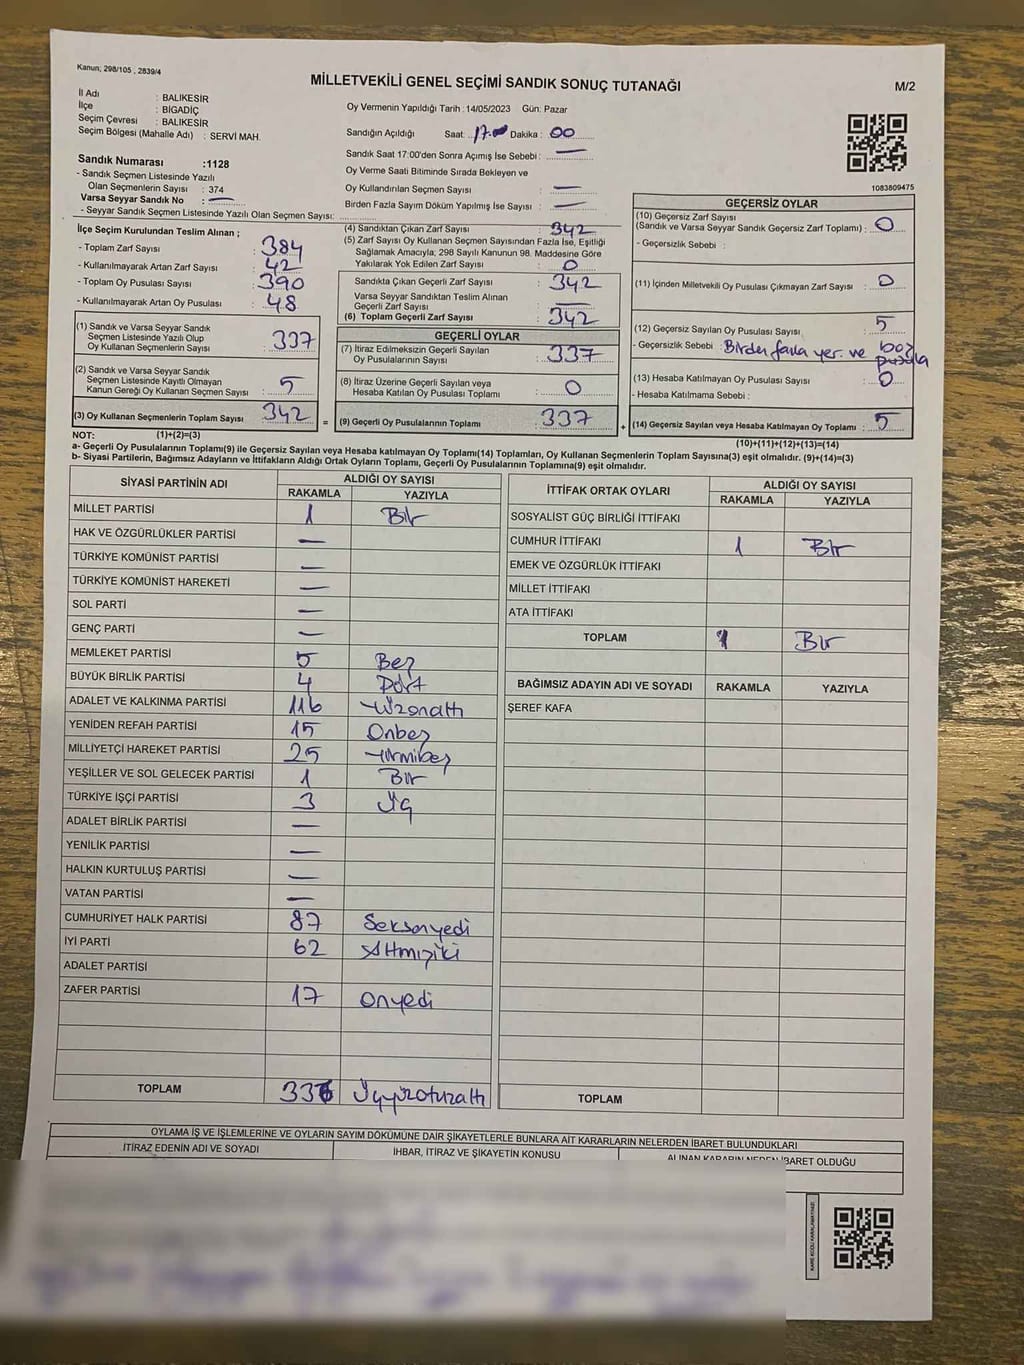 Kanun; 298/105 , 2839/4
MİLLETVEKİLİ GENEL SEÇİMİ SANDIK SONUÇ TUTANAĞI
M/2
İl Adı : BALIKESİR
İlçe : BİGADİÇ
Seçim Çevresi : BALIKESİR
Seçim Bölgesi (Mahalle Adı) : SERVİ MAH.
Sandık Numarası :1128
- Sandık Seçmen Listesinde Yazılı
Olan Seçmenlerin Sayısı : 374
Varsa Seyyar Sandık No : —
- Seyyar Sandık Seçmen Listesinde Yazılı Olan Seçmen Sayısı:
Oy Vermenin Yapıldığı Tarih :14/05/2023 Gün: Pazar
Sandığın Açıldığı Saat: 17.00 Dakika : 00
Sandık Saat 17:00'den Sonra Açımış İse Sebebi : —
Oy Verme Saati Bitiminde Sırada Bekleyen ve
Oy Kullandırılan Seçmen Sayısı : —
Birden Fazla Sayım Döküm Yapılmış İse Sayısı : —
1083809475
İlçe Seçim Kurulundan Teslim Alınan ;
- Toplam Zarf Sayısı : 384
- Kullanılmayarak Artan Zarf Sayısı : 42
- Toplam Oy Pusulası Sayısı : 390
- Kullanılmayarak Artan Oy Pusulası : 48
(1) Sandık ve Varsa Seyyar Sandık
Seçmen Listesinde Yazılı Olup
Oy Kullanan Seçmenlerin Sayısı : 337
(2) Sandık ve Varsa Seyyar Sandık
Seçmen Listesinde Kayıtlı Olmayan
Kanun Gereği Oy Kullanan Seçmen Sayısı : 5
(3) Oy Kullanan Seçmenlerin Toplam Sayısı 342
(4) Sandıktan Çıkan Zarf Sayısı : 342
(5) Zarf Sayısı Oy Kullanan Seçmen Sayısından Fazla İse, Eşitliği
Sağlamak Amacıyla, 298 Sayılı Kanunun 98. Maddesine Göre
Yakılarak Yok Edilen Zarf Sayısı : 0
Sandıkta Çıkan Geçerli Zarf Sayısı : 342
Varsa Seyyar Sandıktan Teslim Alınan
Geçerli Zarf Sayısı : —
(6) Toplam Geçerli Zarf Sayısı : 342
GEÇERLİ OYLAR
(7) İtiraz Edilmeksizin Geçerli Sayılan
Oy Pusulalarının Sayısı : 337
(8) İtiraz Üzerine Geçerli Sayılan veya
Hesaba Katılan Oy Pusulası Toplamı : 0
= (9) Geçerli Oy Pusulalarının Toplamı : 337 +
GEÇERSİZ OYLAR
(10) Geçersiz Zarf Sayısı
(Sandık ve Varsa Seyyar Sandık Geçersiz Zarf Toplamı) : 0
- Geçersizlik Sebebi :
(11) İçinden Milletvekili Oy Pusulası Çıkmayan Zarf Sayısı : 0
(12) Geçersiz Sayılan Oy Pusulası Sayısı : 5
- Geçersizlik Sebebi : Birden fazla yer. ve boş
pusula
(13) Hesaba Katılmayan Oy Pusulası Sayısı : 0
- Hesaba Katılmama Sebebi :
(14) Geçersiz Sayılan veya Hesaba Katılmayan Oy Toplamı : 5
NOT: (1)+(2)=(3)
(10)+(11)+(12)+(13)=(14)
a- Geçerli Oy Pusulalarının Toplamı(9) ile Geçersiz Sayılan veya Hesaba katılmayan Oy Toplamı(14) Toplamları, Oy Kullanan Seçmenlerin Toplam Sayısına(3) eşit olmalıdır. (9)+(14)=(3)
b- Siyasi Partilerin, Bağımsız Adayların ve İttifakların Aldığı Ortak Oyların Toplamı, Geçerli Oy Pusulalarının Toplamına(9) eşit olmalıdır.
SİYASİ PARTİNİN ADI ALDIĞI OY SAYISI
RAKAMLA YAZIYLA
MİLLET PARTİSİ 1 Bir
HAK VE ÖZGÜRLÜKLER PARTİSİ —
TÜRKİYE KOMÜNİST PARTİSİ —
TÜRKİYE KOMÜNİST HAREKETİ —
SOL PARTİ —
GENÇ PARTİ —
MEMLEKET PARTİSİ 5 Beş
BÜYÜK BİRLİK PARTİSİ 4 Dört
ADALET VE KALKINMA PARTİSİ 116 Yüzonaltı
YENİDEN REFAH PARTİSİ 15 Onbeş
MİLLİYETÇİ HAREKET PARTİSİ 25 Yirmibeş
YEŞİLLER VE SOL GELECEK PARTİSİ 1 Bir
TÜRKİYE İŞÇİ PARTİSİ 3 Üç
ADALET BİRLİK PARTİSİ —
YENİLİK PARTİSİ —
HALKIN KURTULUŞ PARTİSİ —
VATAN PARTİSİ —
CUMHURİYET HALK PARTİSİ 87 Seksenyedi
İYİ PARTİ 62 Altmışiki
ADALET PARTİSİ
ZAFER PARTİSİ 17 Onyedi
TOPLAM 336 Üçyüzotuzaltı
İTTİFAK ORTAK OYLARI ALDIĞI OY SAYISI
RAKAMLA YAZIYLA
SOSYALİST GÜÇ BİRLİĞİ İTTİFAKI
CUMHUR İTTİFAKI 1 Bir
EMEK VE ÖZGÜRLÜK İTTİFAKI
MİLLET İTTİFAKI
ATA İTTİFAKI
TOPLAM 1 Bir
BAĞIMSIZ ADAYIN ADI VE SOYADI RAKAMLA YAZIYLA
ŞEREF KAFA
TOPLAM
OYLAMA İŞ VE İŞLEMLERİNE VE OYLARIN SAYIM DÖKÜMÜNE DAİR ŞİKAYETLERLE BUNLARA AİT KARARLARIN NELERDEN İBARET BULUNDUKLARI
İTİRAZ EDENİN ADI VE SOYADI İHBAR, İTİRAZ VE ŞİKAYETİN KONUSU ALINAN KARARIN NEDEN İBARET OLDUĞU